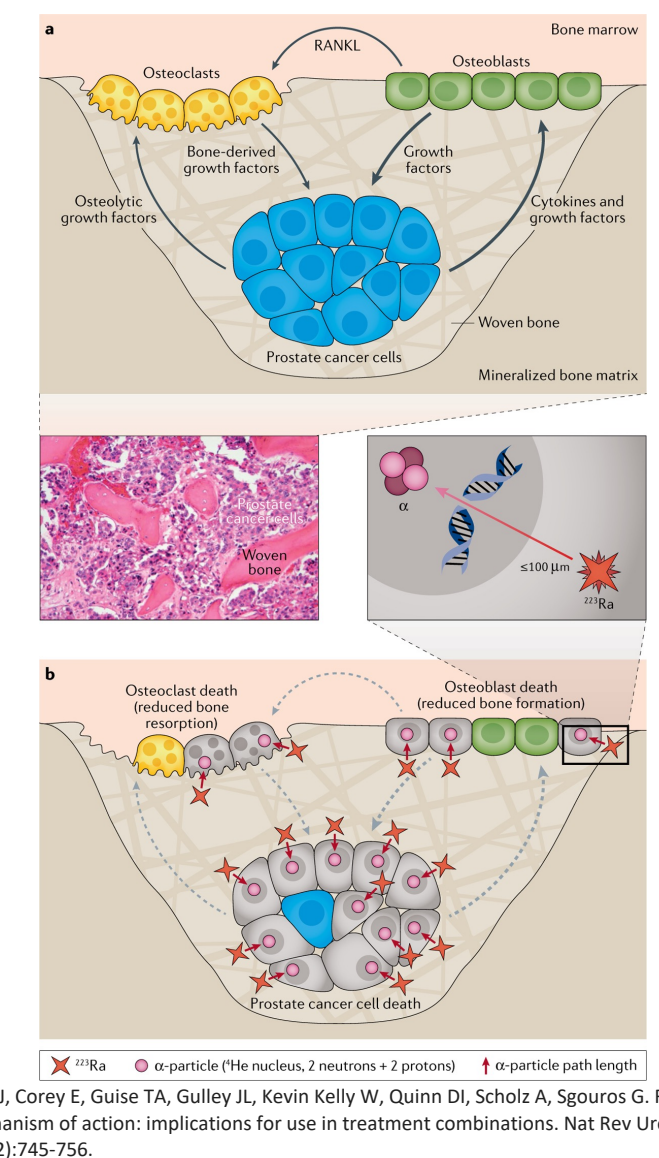 a
Bone marrow
RANKL
Osteoclasts
Osteoblasts
Bone-derived
growth factors
Growth
factors
Osteolytic
growth factors
Cytokines and
growth factors
Woven bone
Prostate cancer cells
Mineralized bone matrix
Prostate
cancer cells
Woven
bone
α
≤100 μm
²²³Ra
b
Osteoclast death
(reduced bone
resorption)
Osteoblast death
(reduced bone formation)
Prostate cancer cell death
²²³Ra
α-particle (⁴He nucleus, 2 neutrons + 2 protons)
α-particle path length
J, Corey E, Guise TA, Gulley JL, Kevin Kelly W, Quinn DI, Scholz A, Sgouros G.
anism of action: implications for use in treatment combinations. Nat Rev
2):745-756.